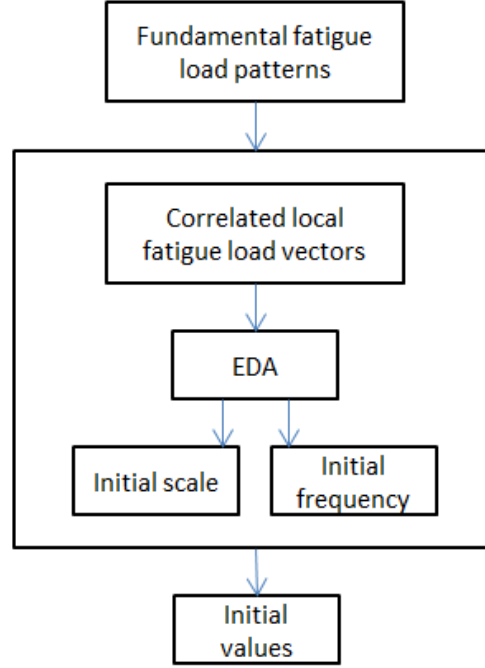 Fundamental fatigue
load patterns
Correlated local
fatigue load vectors
EDA
Initial scale
Initial
frequency
Initial
values